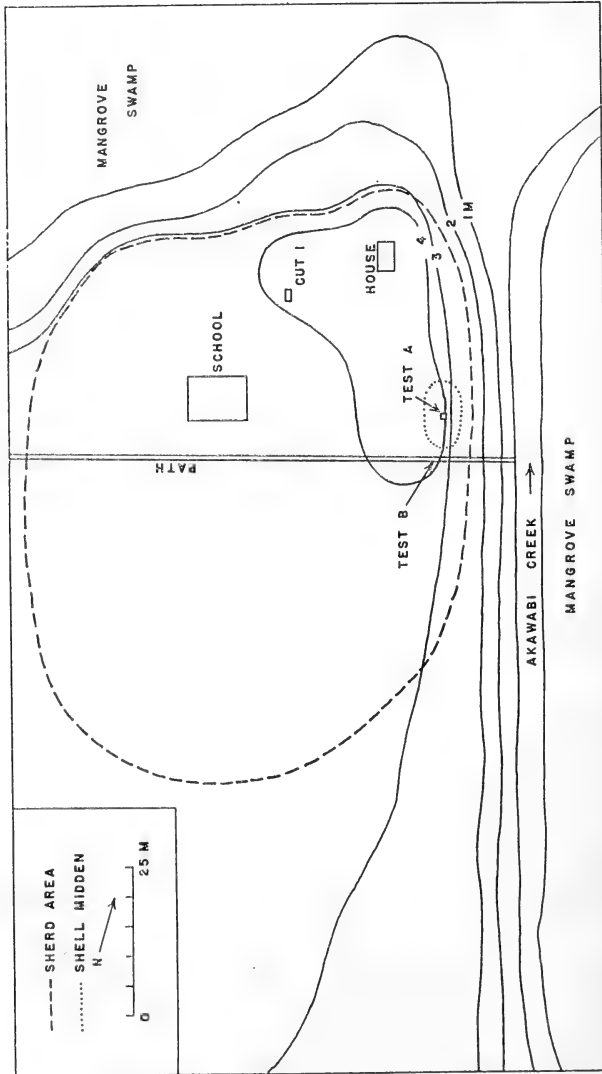 SHERD AREA
SHELL MIDDEN
N
0 25 M
MANGROVE
SWAMP
SCHOOL
CUT 1
HOUSE
PATH
TEST A
TEST B
4
3
2
1 M
AKAWABI CREEK
MANGROVE SWAMP